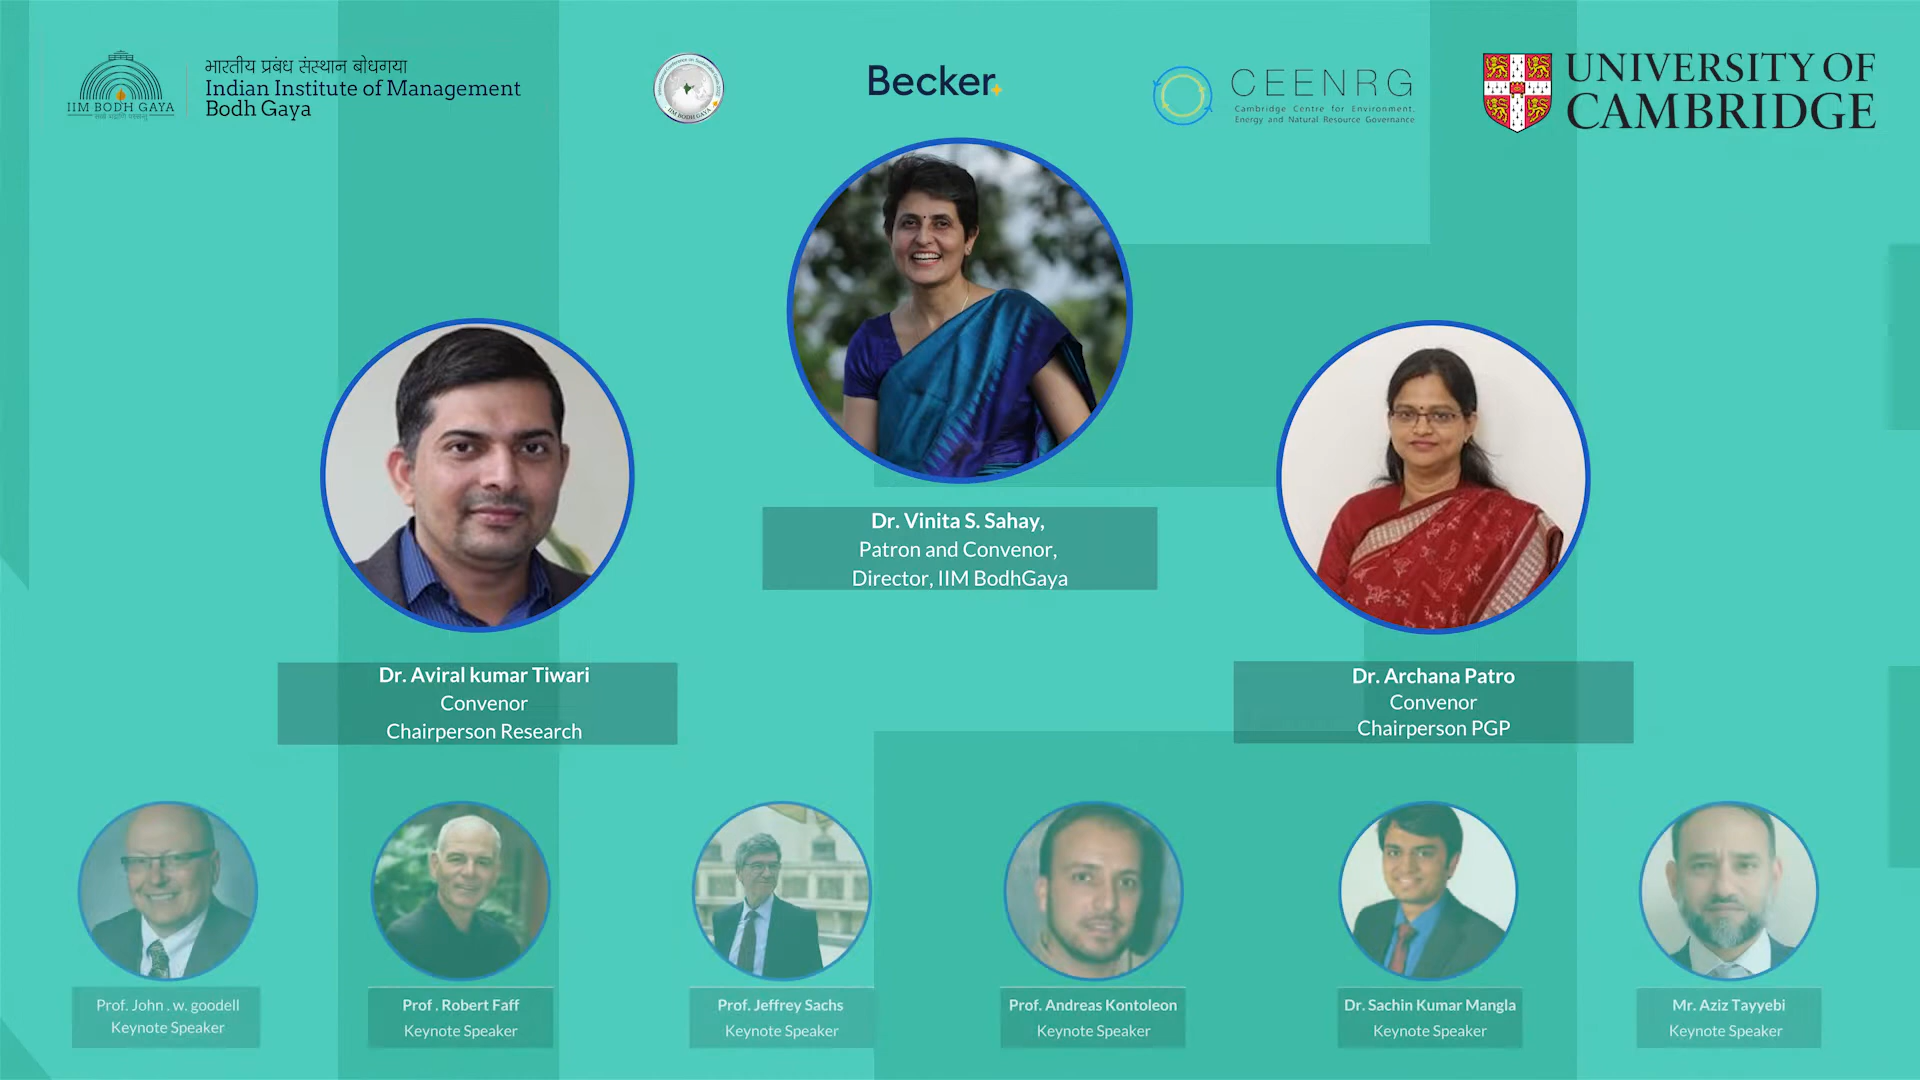 भारतीय प्रबंध संस्थान बोधगया
Indian Institute of Management
Bodh Gaya
IIM BODH GAYA
Becker
CEENRG
Cambridge Centre for Environment,
Energy and Natural Resource Governance
UNIVERSITY OF
CAMBRIDGE
Dr. Vinita S. Sahay,
Patron and Convenor,
Director, IIM BodhGaya
Dr. Aviral kumar Tiwari
Convenor
Chairperson Research
Dr. Archana Patro
Convenor
Chairperson PGP
Prof. John . w. goodell
Keynote Speaker
Prof . Robert Faff
Keynote Speaker
Prof. Jeffrey Sachs
Keynote Speaker
Prof. Andreas Kontoleon
Keynote Speaker
Dr. Sachin Kumar Mangla
Keynote Speaker
Mr. Aziz Tayyebi
Keynote Speaker